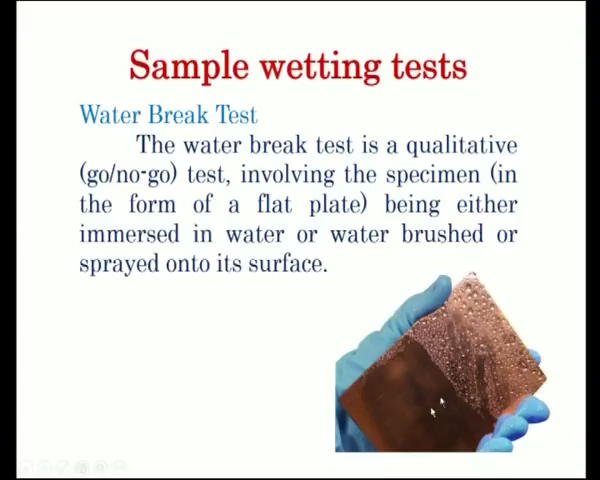 Sample wetting tests
Water Break Test
The water break test is a qualitative
(go/no-go) test, involving the specimen (in
the form of a flat plate) being either
immersed in water or water brushed or
sprayed onto its surface.